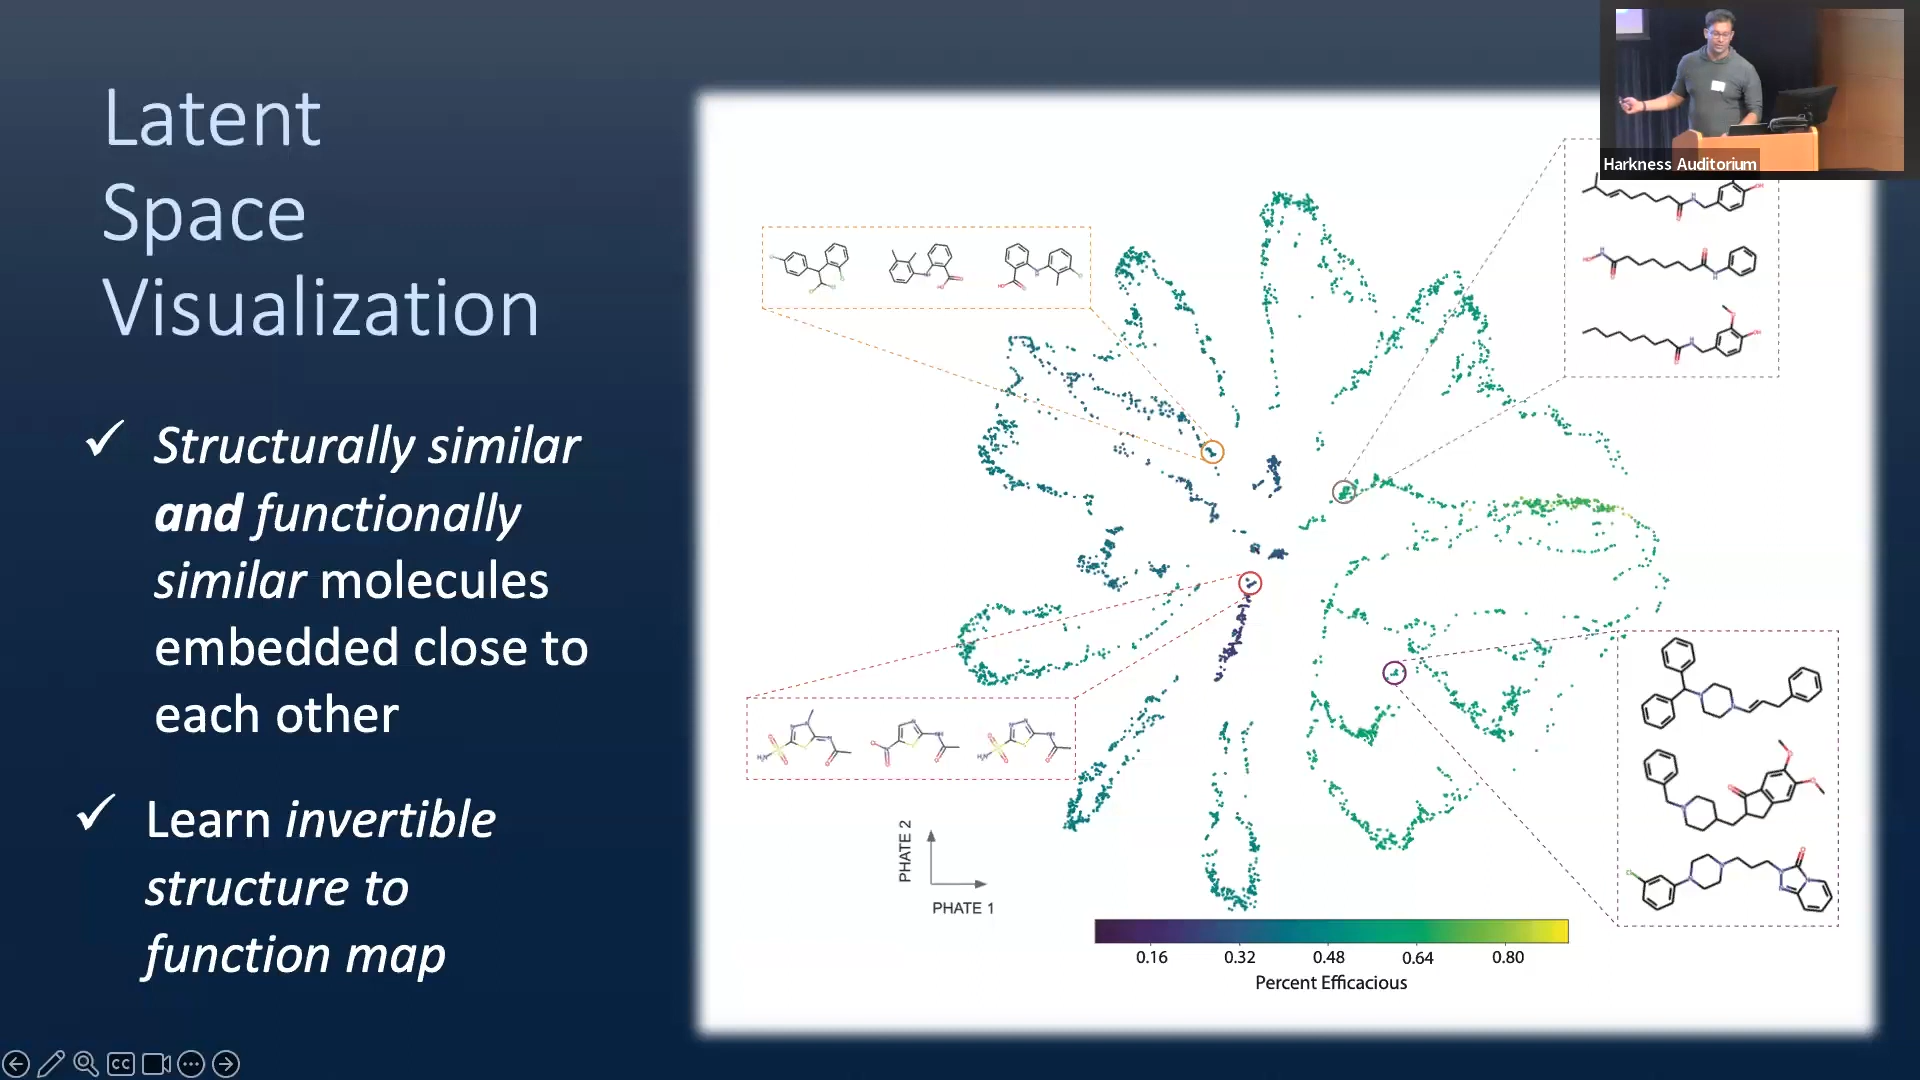 Latent
Space
Visualization
✓ Structurally similar
and functionally
similar molecules
embedded close to
each other
✓ Learn invertible
structure to
function map
Harkness Auditorium
PHATE 2
PHATE 1
0.16 0.32 0.48 0.64 0.80
Percent Efficacious
CC